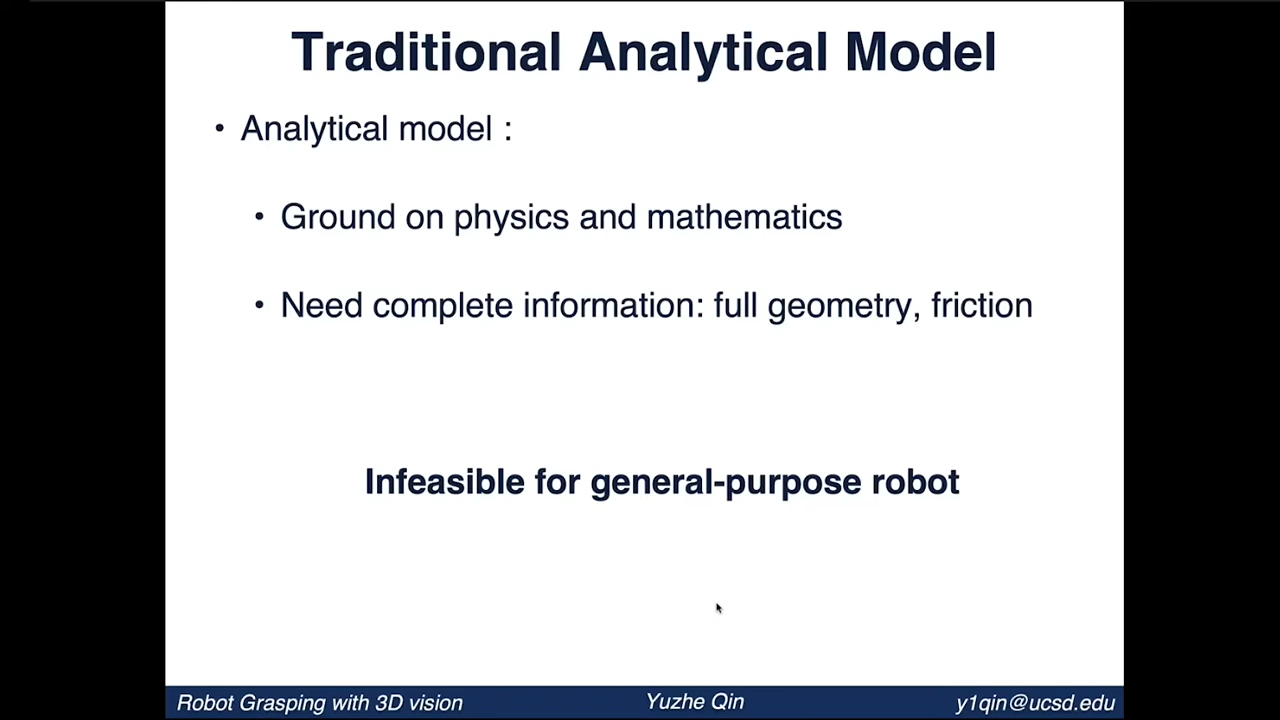 Traditional Analytical Model
• Analytical model :
• Ground on physics and mathematics
• Need complete information: full geometry, friction
Infeasible for general-purpose robot
Robot Grasping with 3D vision
Yuzhe Qin
y1qin@ucsd.edu